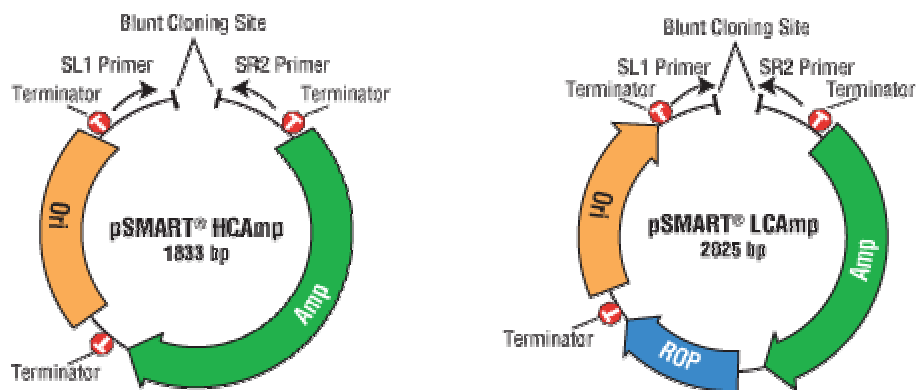 Blunt Cloning Site
SL1 Primer
SR2 Primer
Terminator
Terminator
Ori
pSMART® HCAmp
1833 bp
Amp
Terminator
Blunt Cloning Site
SL1 Primer
SR2 Primer
Terminator
Terminator
Ori
pSMART® LCAmp
2025 bp
Amp
Terminator
ROP